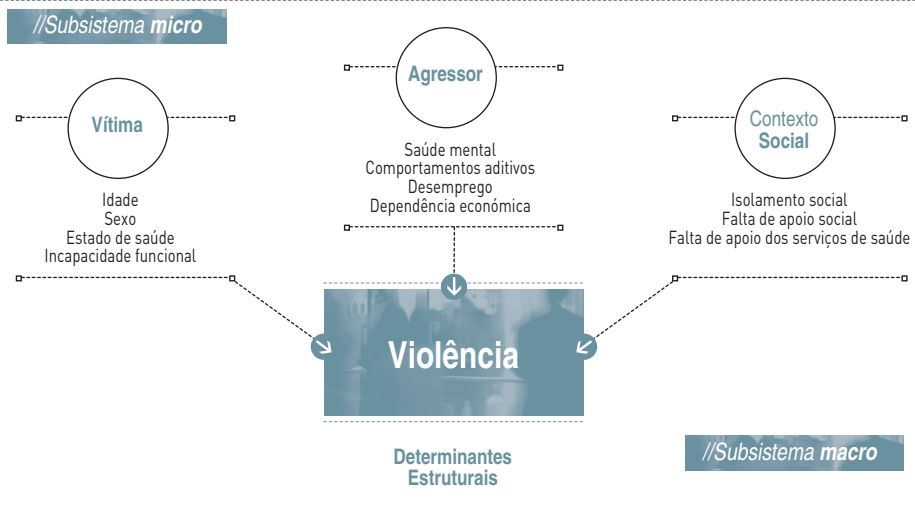 //Subsistema micro
Vítima
Idade
Sexo
Estado de saúde
Incapacidade funcional
Agressor
Saúde mental
Comportamentos aditivos
Desemprego
Dependência económica
Contexto
Social
Isolamento social
Falta de apoio social
Falta de apoio dos serviços de saúde
Violência
Determinantes
Estruturais
//Subsistema macro